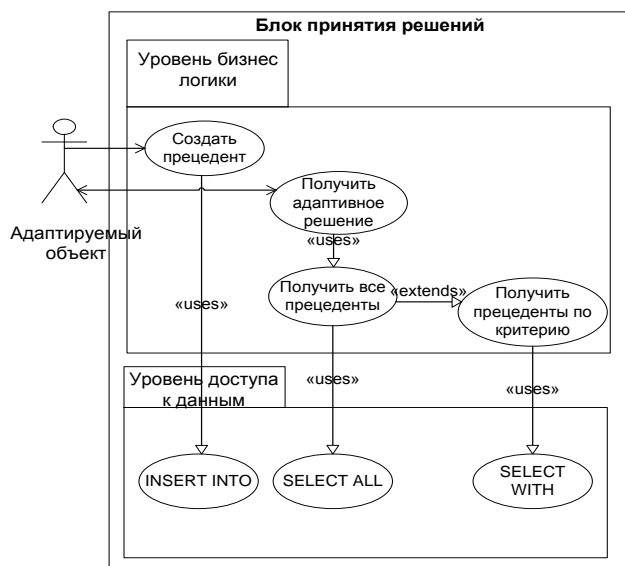 Блок принятия решений
Уровень бизнес
логики
Создать
прецедент
Получить
адаптивное
решение
Адаптируемый
объект
«uses»
Получить все
прецеденты
«extends»
Получить
прецеденты по
критерию
«uses»
«uses»
«uses»
Уровень доступа
к данным
INSERT INTO
SELECT ALL
SELECT
WITH